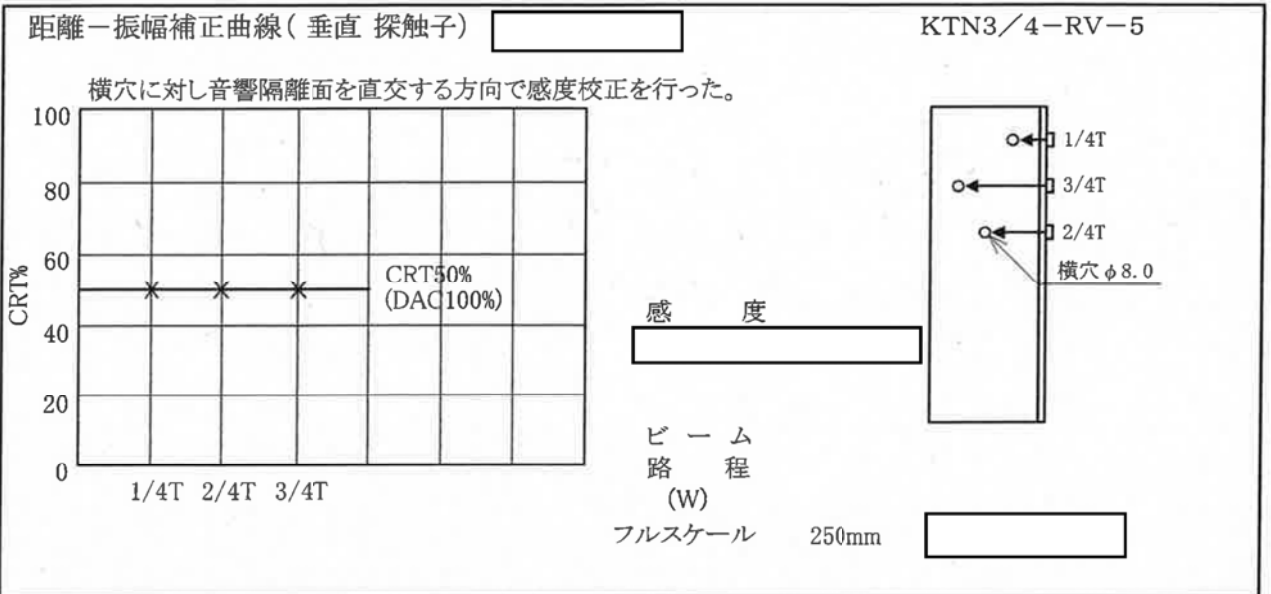 距離－振幅補正曲線( 垂直 探触子)
KTN3／4－RV－5
横穴に対し音響隔離面を直交する方向で感度校正を行った。
100
80
60
40
20
0
CRT%
CRT50%
(DAC100%)
1/4T 2/4T 3/4T
感　度
ビ ー ム
路　程
(W)
フルスケール 250mm
1/4T
3/4T
2/4T
横穴φ8.0